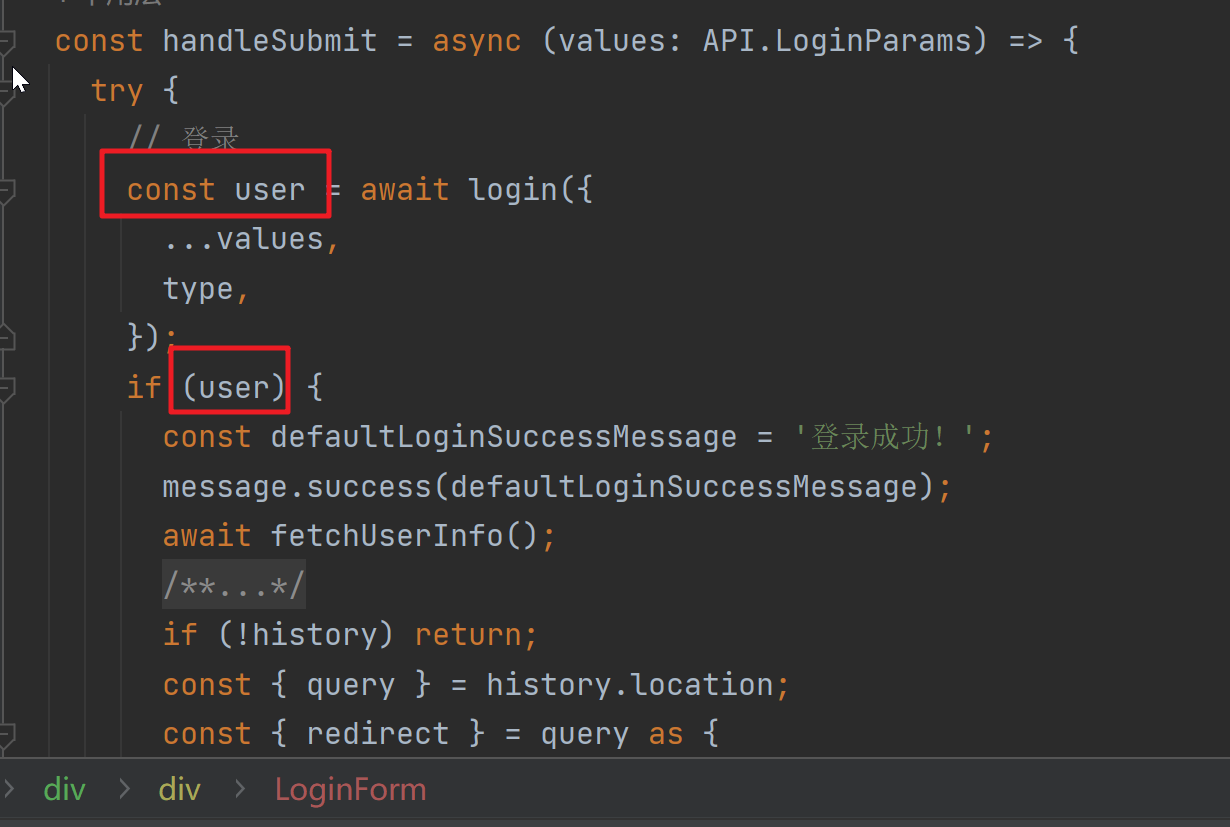 const handleSubmit = async (values: API.LoginParams) => {
try {
// 登录
const user = await login({
...values,
type,
});
if (user) {
const defaultLoginSuccessMessage = '登录成功！';
message.success(defaultLoginSuccessMessage);
await fetchUserInfo();
/**...*/
if (!history) return;
const { query } = history.location;
const { redirect } = query as {
div > div > LoginForm